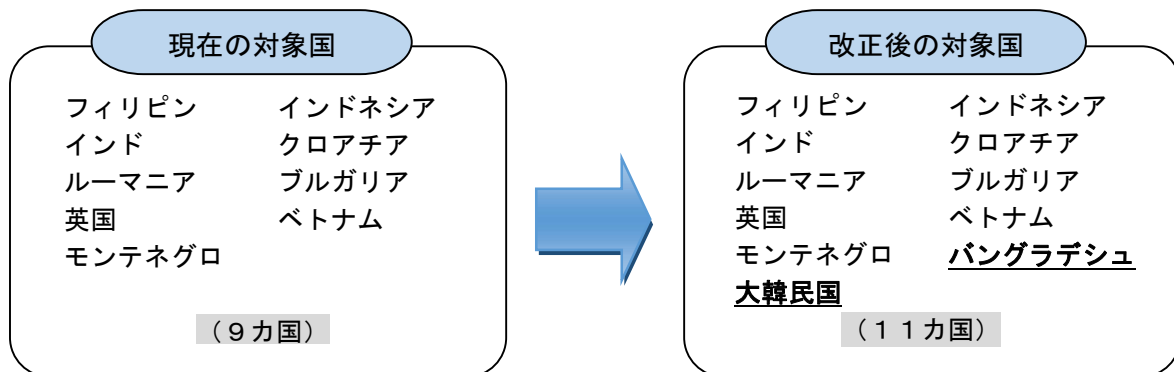 現在の対象国
フィリピン　インドネシア
インド　クロアチア
ルーマニア　ブルガリア
英国　ベトナム
モンテネグロ
（９カ国）
改正後の対象国
フィリピン　インドネシア
インド　クロアチア
ルーマニア　ブルガリア
英国　ベトナム
モンテネグロ　バングラデシュ
大韓民国
（１１カ国）